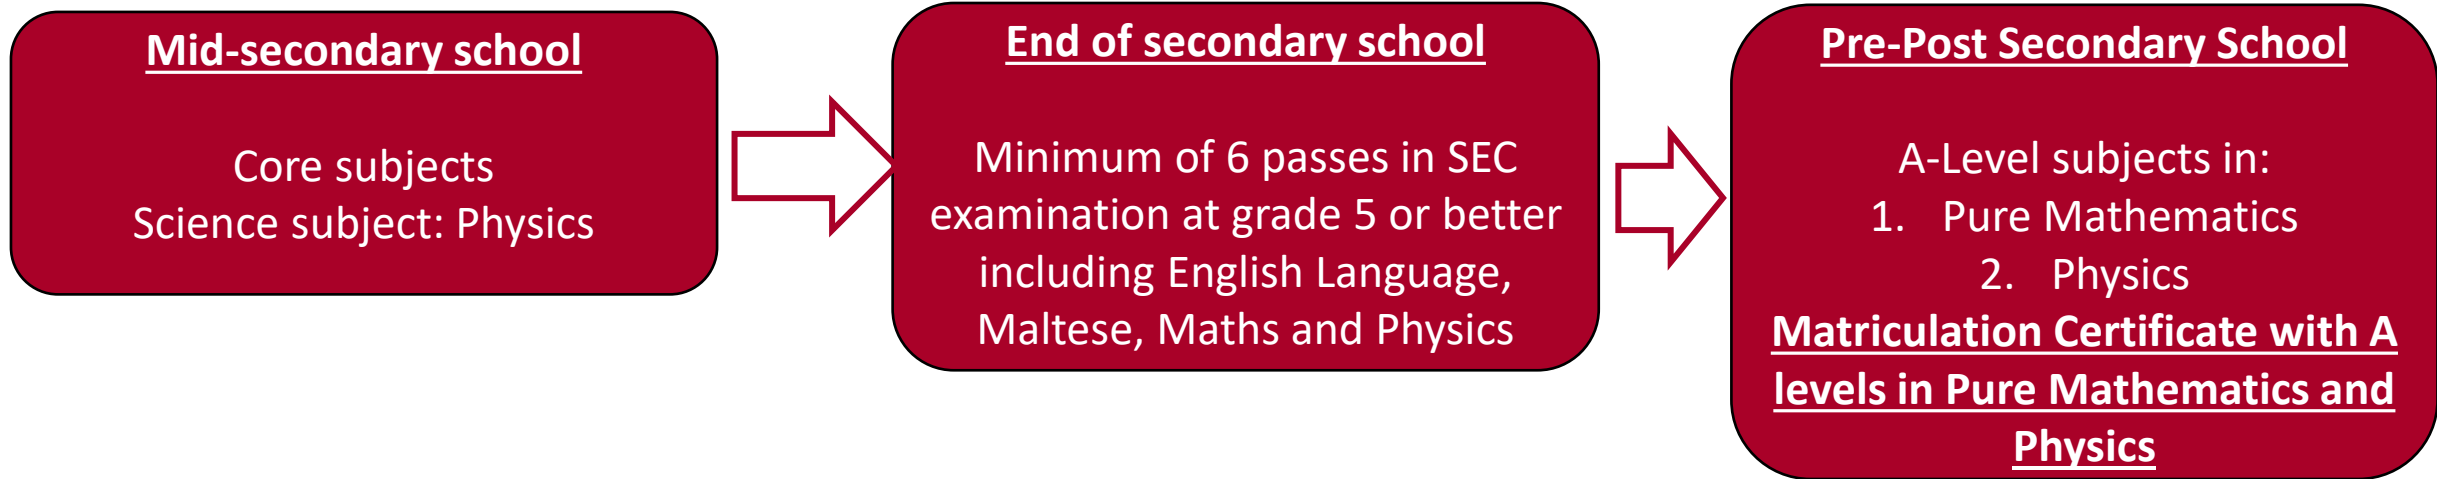 Mid-secondary school
Core subjects
Science subject: Physics
End of secondary school
Minimum of 6 passes in SEC
examination at grade 5 or better
including English Language,
Maltese, Maths and Physics
Pre-Post Secondary School
A-Level subjects in:
1. Pure Mathematics
2. Physics
Matriculation Certificate with A
levels in Pure Mathematics and
Physics